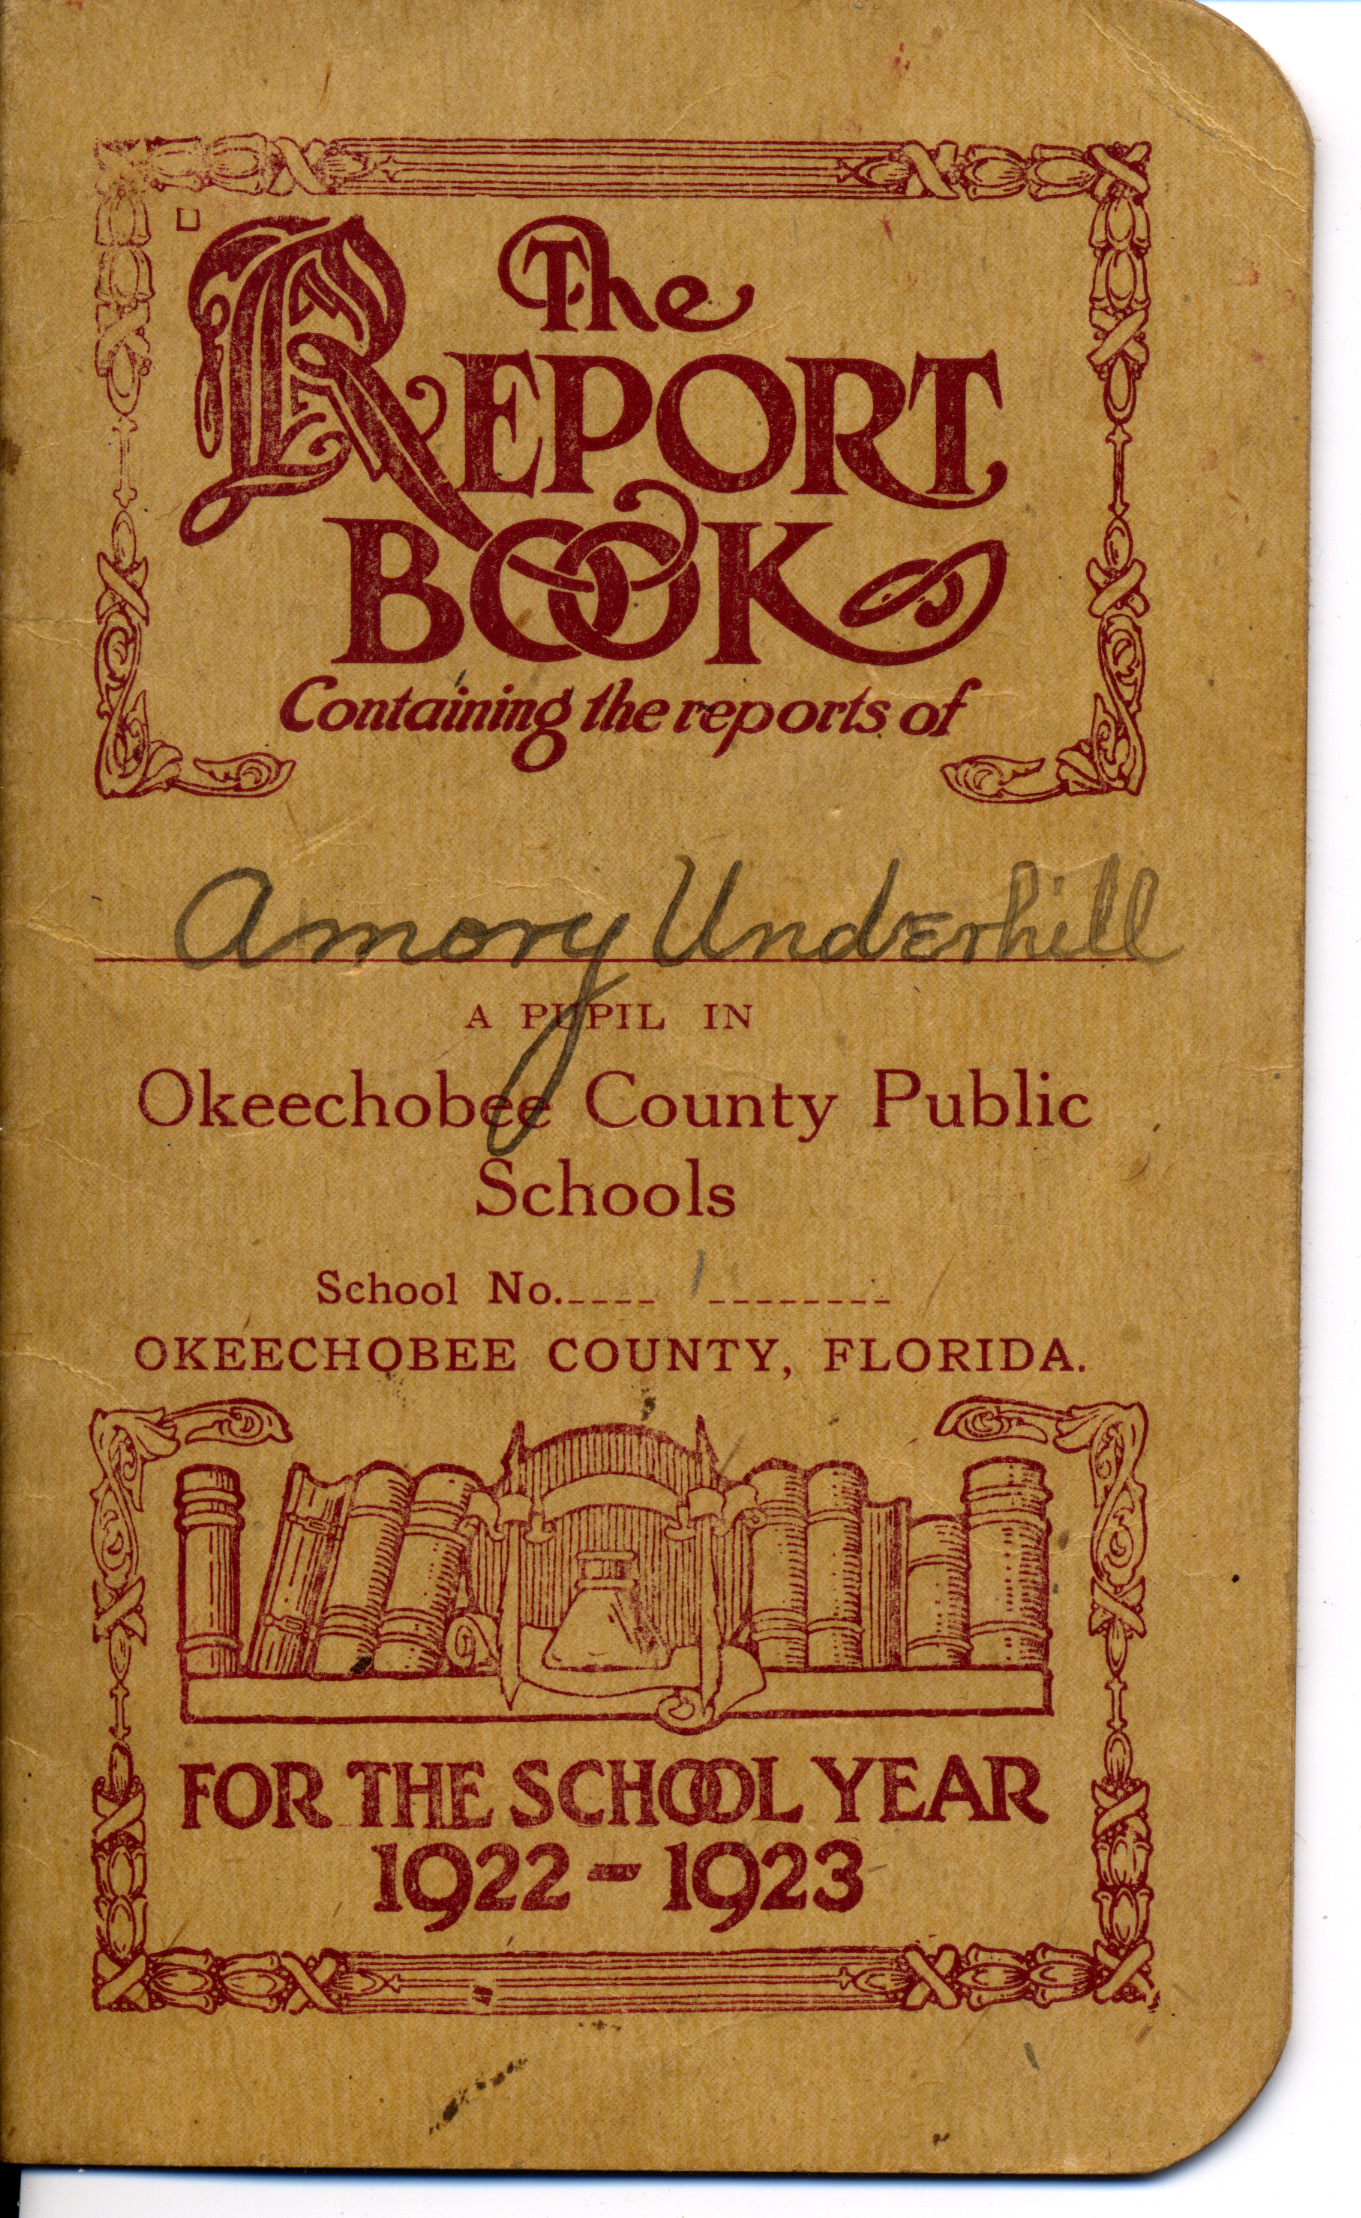 The
REPORT
BOOK
Containing the reports of
Amory Underhill
A PUPIL IN
Okeechobee County Public
Schools
School No. 1
OKEECHOBEE COUNTY, FLORIDA.
FOR THE SCHOOL YEAR
1922-1923